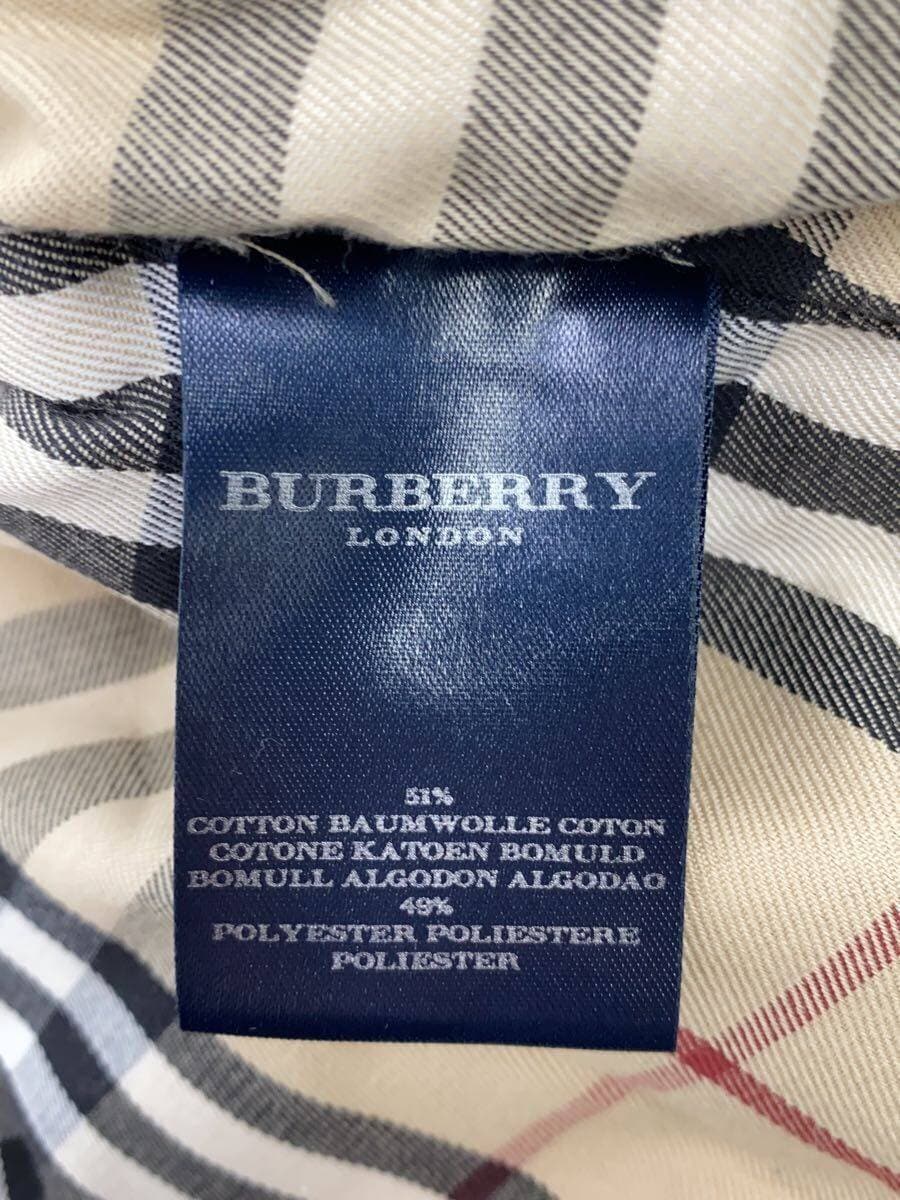 BURBERRY
LONDON
51%
COTTON BAUMWOLLE COTON
COTONE KATOEN BOMULD
BOMULL ALGODON ALGODAO
49%
POLYESTER POLIESTERE
POLIESTER